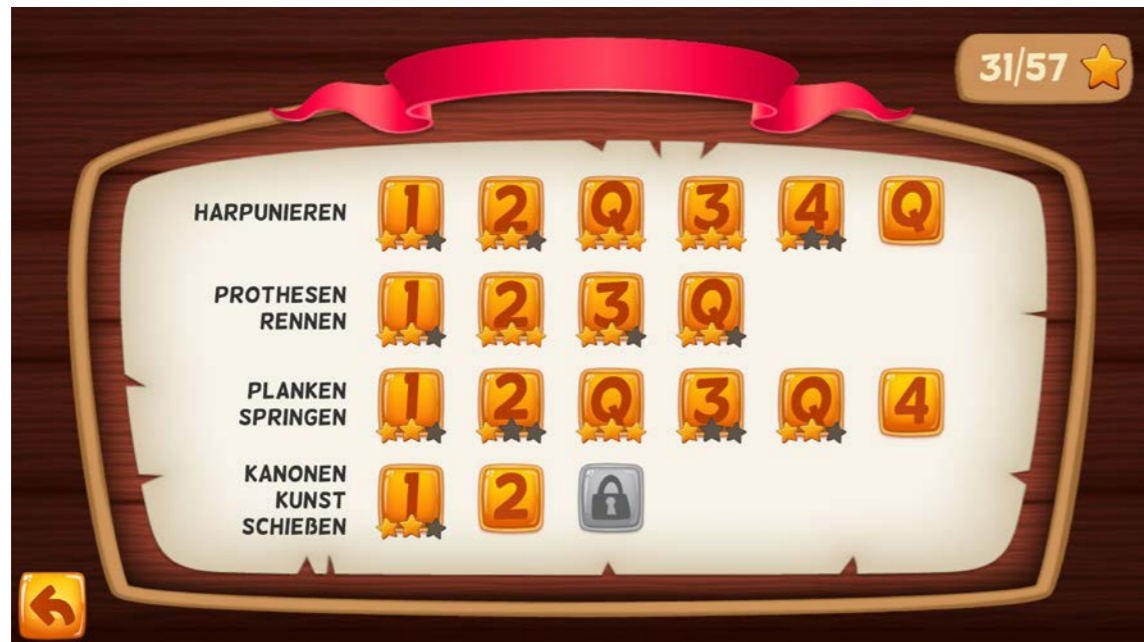 31/57
HARPUNIEREN 1 2 Q 3 4 Q
PROTHESEN
RENNEN 1 2 3 Q
PLANKEN
SPRINGEN 1 2 Q 3 Q 4
KANONEN
KUNST 1 2
SCHIEßEN